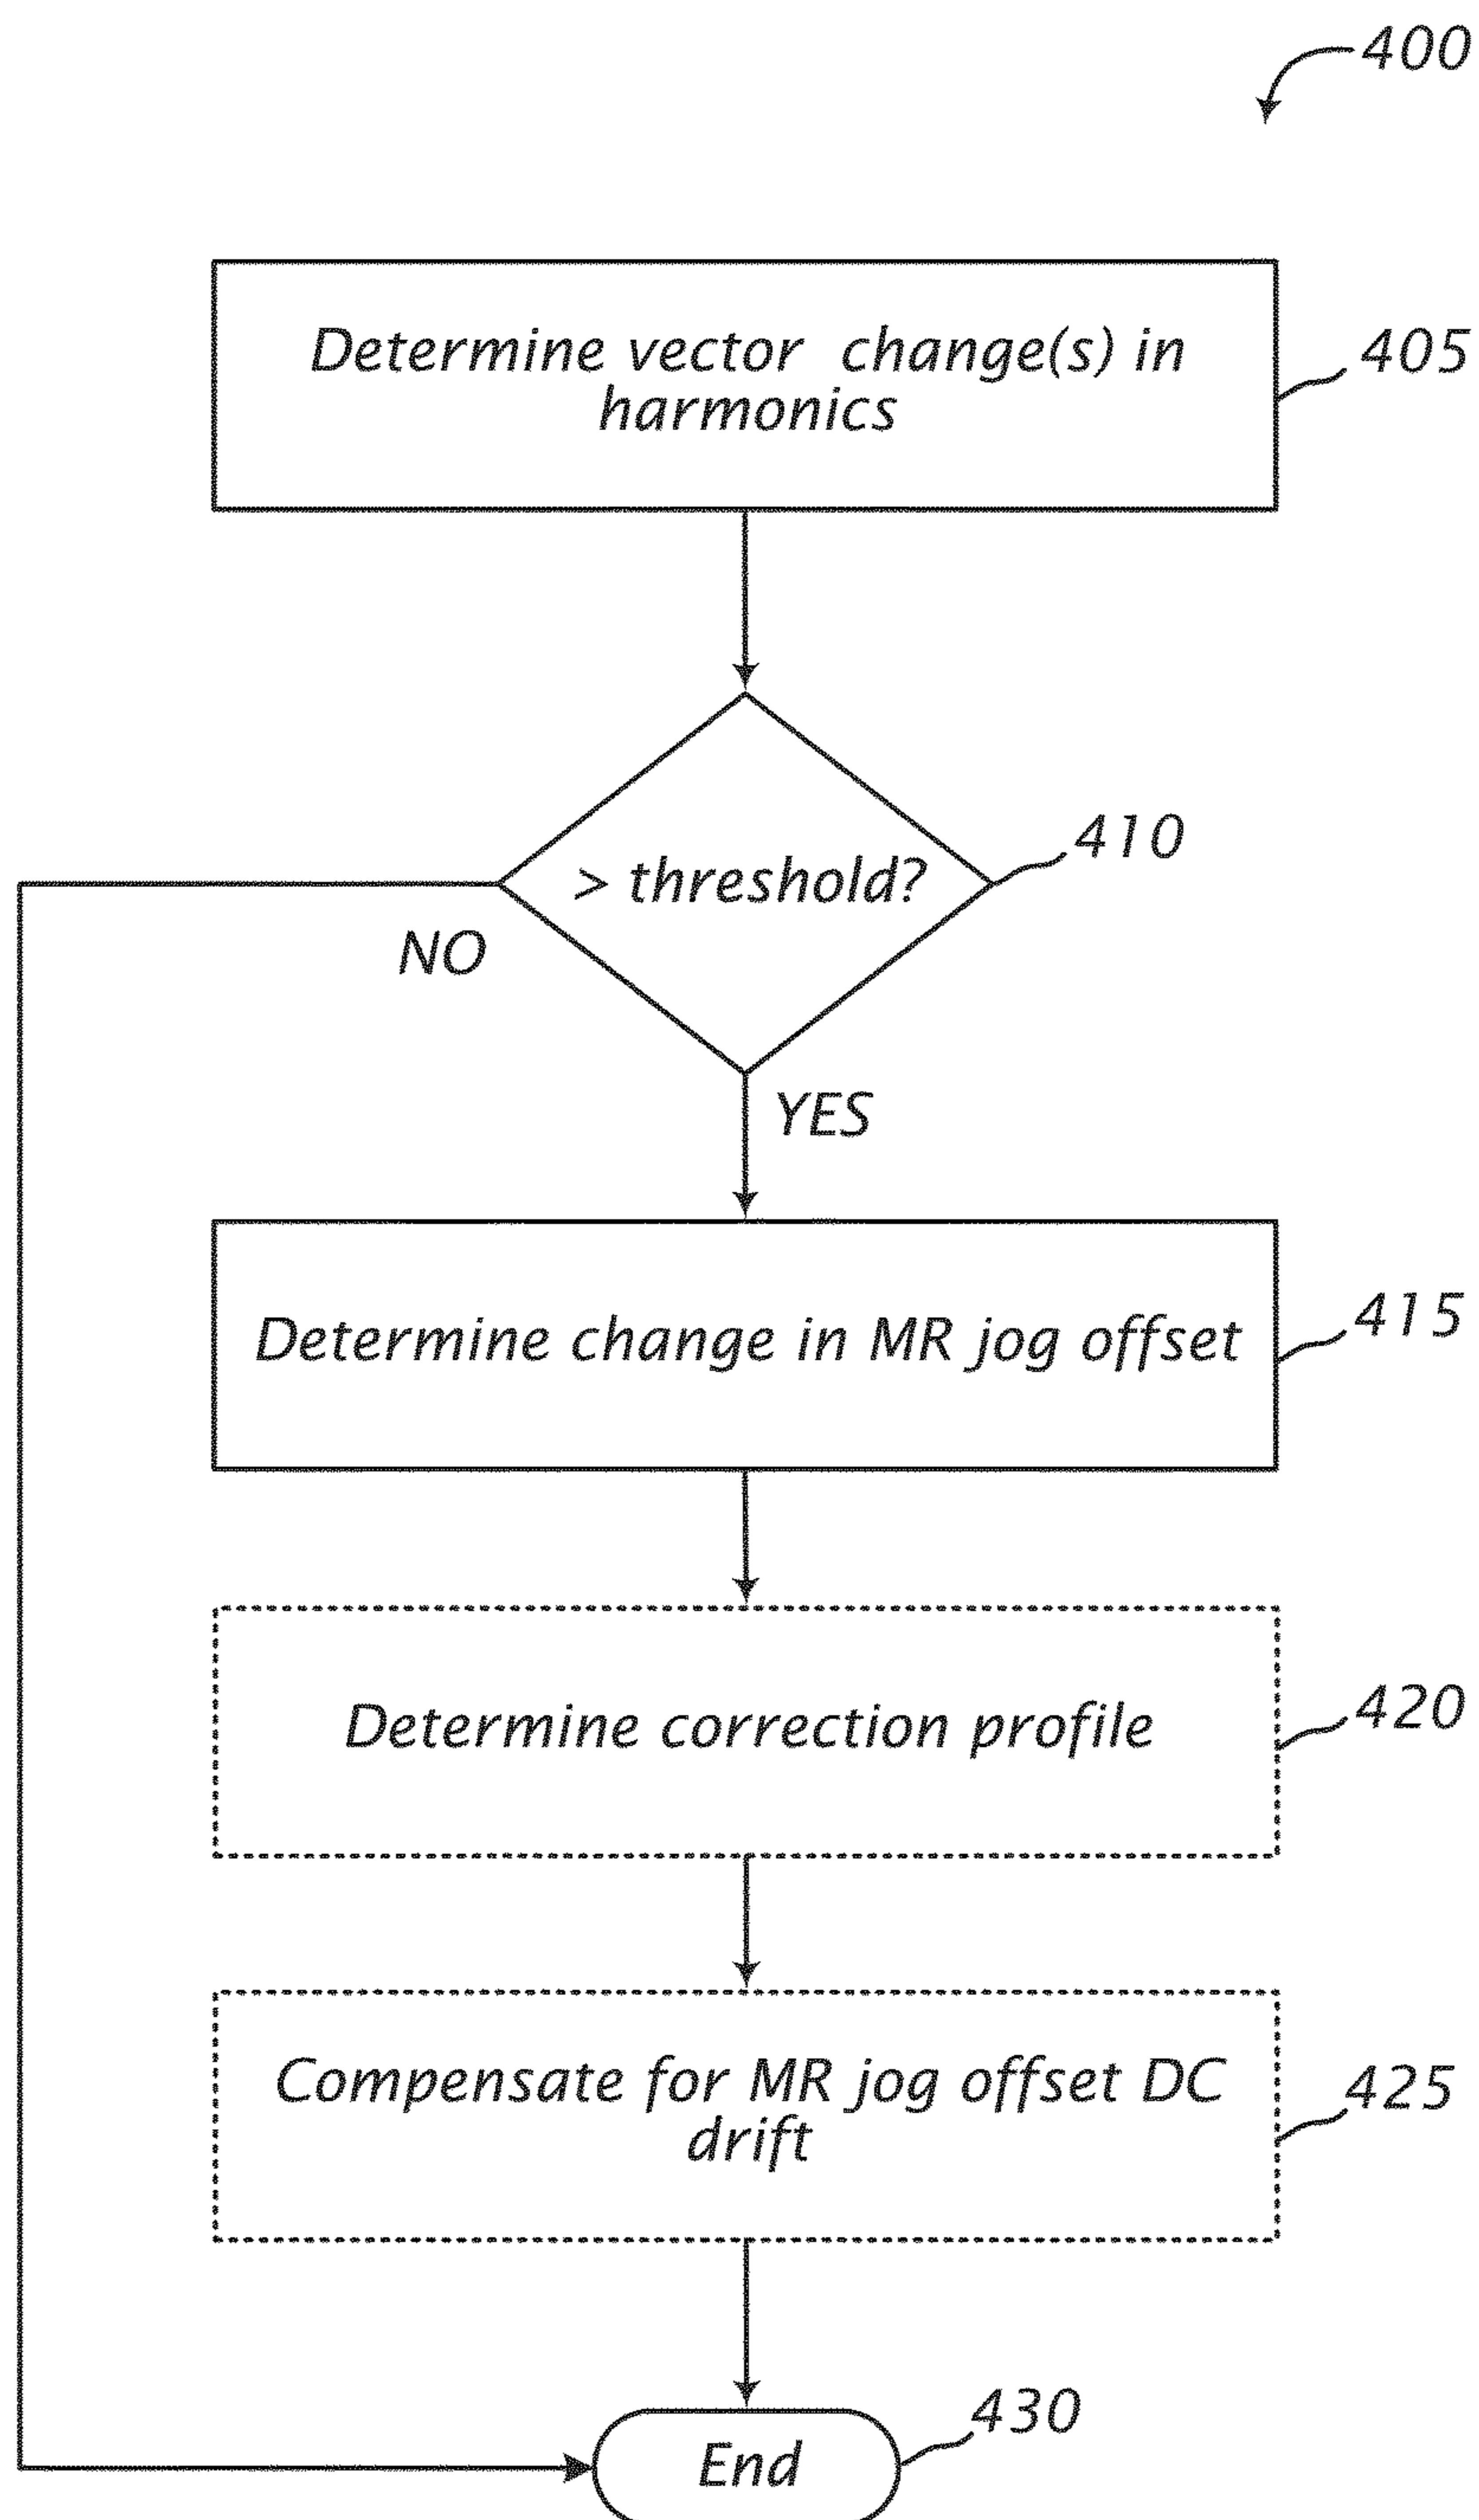 400
Determine vector change(s) in
harmonics
405
> threshold?
410
NO
YES
Determine change in MR jog offset
415
Determine correction profile
420
Compensate for MR jog offset DC
drift
425
430
End